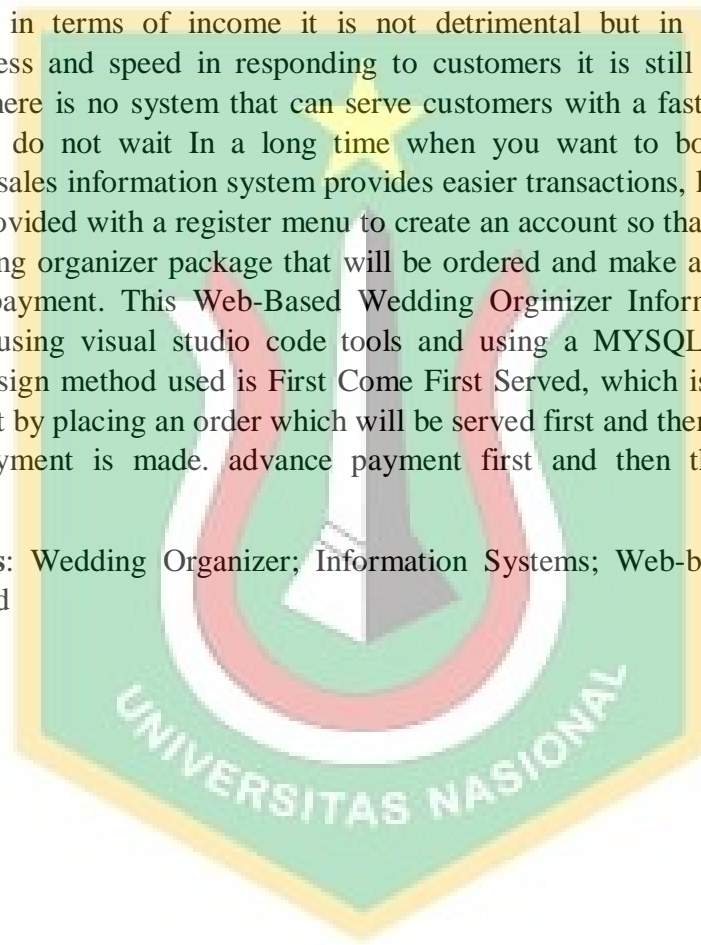 in terms of income it is not detrimental but in
ess and speed in responding to customers it is still
here is no system that can serve customers with a fast
do not wait In a long time when you want to bo
sales information system provides easier transactions,
ovided with a register menu to create an account so tha
ng organizer package that will be ordered and make a
payment. This Web-Based Wedding Orginizer Inform
using visual studio code tools and using a MYSQL
sign method used is First Come First Served, which is
t by placing an order which will be served first and then
yment is made. advance payment first and then th
s: Wedding Organizer; Information Systems; Web-b
d
UNIVERSITAS NASIONAL